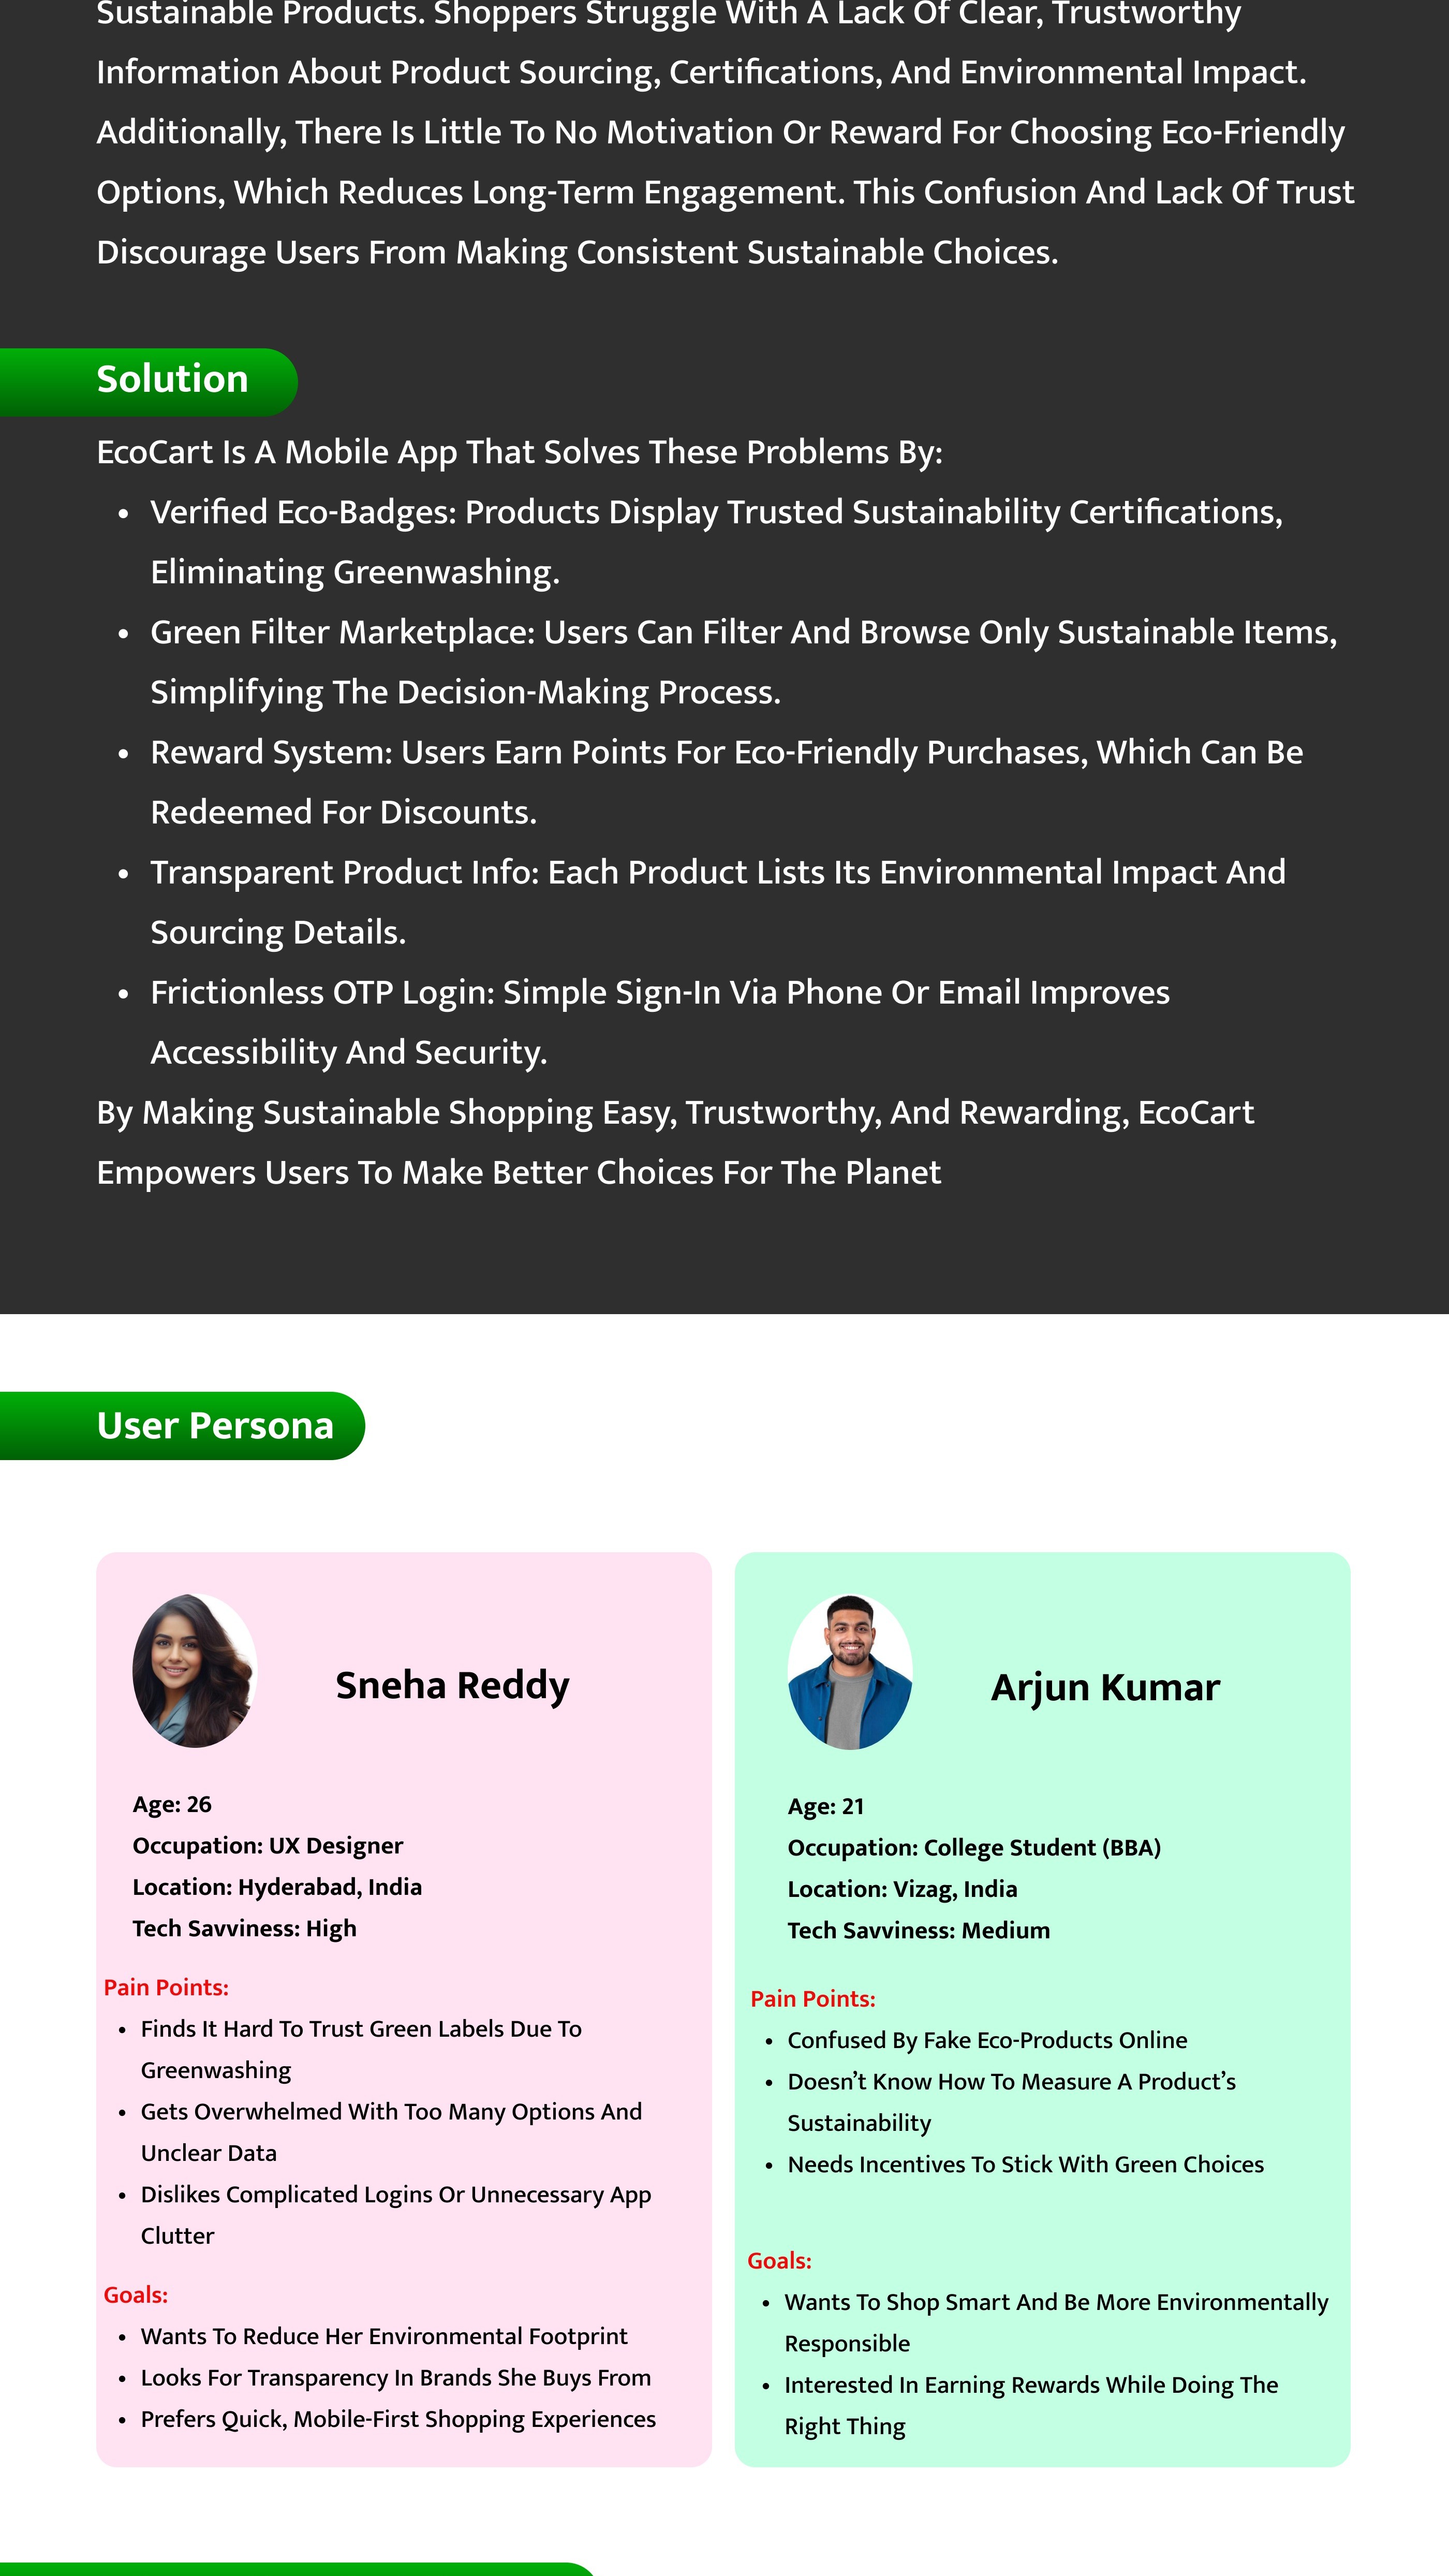 Sustainable Products. Shoppers Struggle With A Lack Of Clear, Trustworthy
Information About Product Sourcing, Certifications, And Environmental Impact.
Additionally, There Is Little To No Motivation Or Reward For Choosing Eco-Friendly
Options, Which Reduces Long-Term Engagement. This Confusion And Lack Of Trust
Discourage Users From Making Consistent Sustainable Choices.
Solution
EcoCart Is A Mobile App That Solves These Problems By:
• Verified Eco-Badges: Products Display Trusted Sustainability Certifications,
Eliminating Greenwashing.
• Green Filter Marketplace: Users Can Filter And Browse Only Sustainable Items,
Simplifying The Decision-Making Process.
• Reward System: Users Earn Points For Eco-Friendly Purchases, Which Can Be
Redeemed For Discounts.
• Transparent Product Info: Each Product Lists Its Environmental Impact And
Sourcing Details.
• Frictionless OTP Login: Simple Sign-In Via Phone Or Email Improves
Accessibility And Security.
By Making Sustainable Shopping Easy, Trustworthy, And Rewarding, EcoCart
Empowers Users To Make Better Choices For The Planet
User Persona
Sneha Reddy
Age: 26
Occupation: UX Designer
Location: Hyderabad, India
Tech Savviness: High
Pain Points:
• Finds It Hard To Trust Green Labels Due To
Greenwashing
• Gets Overwhelmed With Too Many Options And
Unclear Data
• Dislikes Complicated Logins Or Unnecessary App
Clutter
Goals:
• Wants To Reduce Her Environmental Footprint
• Looks For Transparency In Brands She Buys From
• Prefers Quick, Mobile-First Shopping Experiences
Arjun Kumar
Age: 21
Occupation: College Student (BBA)
Location: Vizag, India
Tech Savviness: Medium
Pain Points:
• Confused By Fake Eco-Products Online
• Doesn’t Know How To Measure A Product’s
Sustainability
• Needs Incentives To Stick With Green Choices
Goals:
• Wants To Shop Smart And Be More Environmentally
Responsible
• Interested In Earning Rewards While Doing The
Right Thing